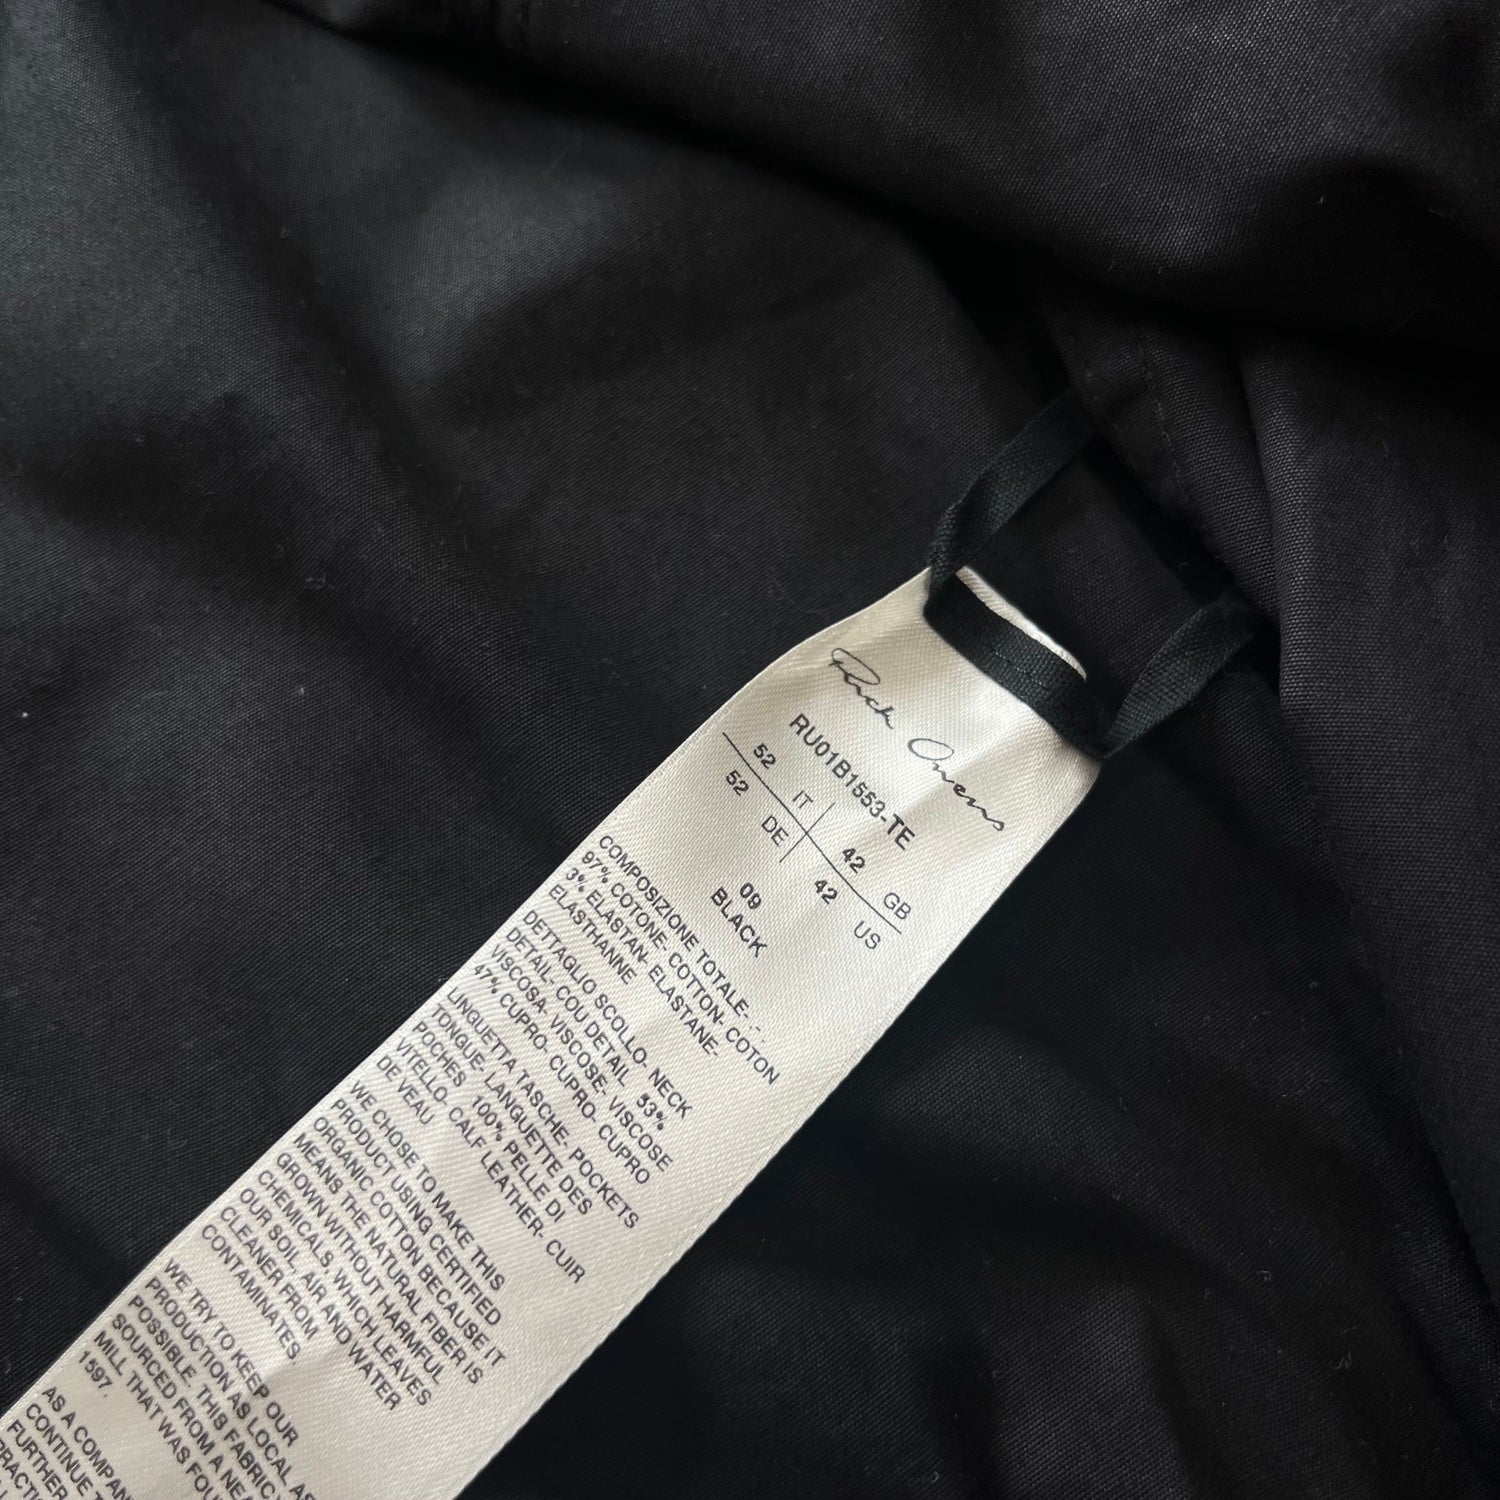 Rick Owens
RU01B1553-TE
52 IT 42 GB
52 DE 42 US
09
BLACK
COMPOSIZIONE TOTALE- .-
97% COTONE- COTTON- COTON
3% ELASTAN- ELASTANE-
ELASTHANNE
DETTAGLIO SCOLLO- NECK
DETAIL- COU DETAIL 53%
VISCOSA- VISCOSE- VISCOSE
47% CUPRO- CUPRO- CUPRO
LINGUETTA TASCHE- POCKETS
TONGUE- LANGUETTE DES
POCHES 100% PELLE DI
VITELLO- CALF LEATHER- CUIR
DE VEAU
WE CHOSE TO MAKE THIS
PRODUCT USING CERTIFIED
ORGANIC COTTON BECAUSE IT
MEANS THE NATURAL FIBER IS
GROWN WITHOUT HARMFUL
CHEMICALS, WHICH LEAVES
OUR SOIL, AIR AND WATER
CLEANER FROM
CONTAMINATES.
WE TRY TO KEEP OUR
PRODUCTION AS LOCAL AS
POSSIBLE. THIS FABRIC
SOURCED FROM A
MILL THAT WAS
1597.
AS A
CONTINUE
FURTHER